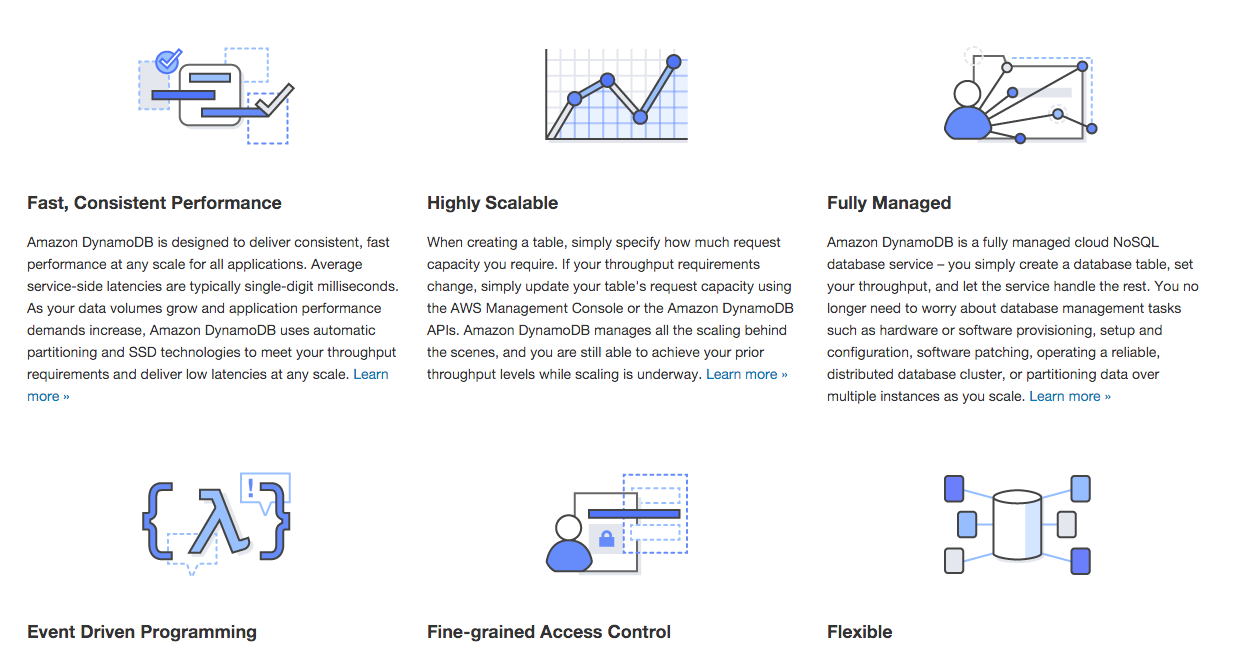 Fast, Consistent Performance
Amazon DynamoDB is designed to deliver consistent, fast
performance at any scale for all applications. Average
service-side latencies are typically single-digit milliseconds.
As your data volumes grow and application performance
demands increase, Amazon DynamoDB uses automatic
partitioning and SSD technologies to meet your throughput
requirements and deliver low latencies at any scale. Learn
more »
Highly Scalable
When creating a table, simply specify how much request
capacity you require. If your throughput requirements
change, simply update your table's request capacity using
the AWS Management Console or the Amazon DynamoDB
APIs. Amazon DynamoDB manages all the scaling behind
the scenes, and you are still able to achieve your prior
throughput levels while scaling is underway. Learn more »
Fully Managed
Amazon DynamoDB is a fully managed cloud NoSQL
database service – you simply create a database table, set
your throughput, and let the service handle the rest. You no
longer need to worry about database management tasks
such as hardware or software provisioning, setup and
configuration, software patching, operating a reliable,
distributed database cluster, or partitioning data over
multiple instances as you scale. Learn more »
{ λ ! }
Event Driven Programming
Fine-grained Access Control
Flexible